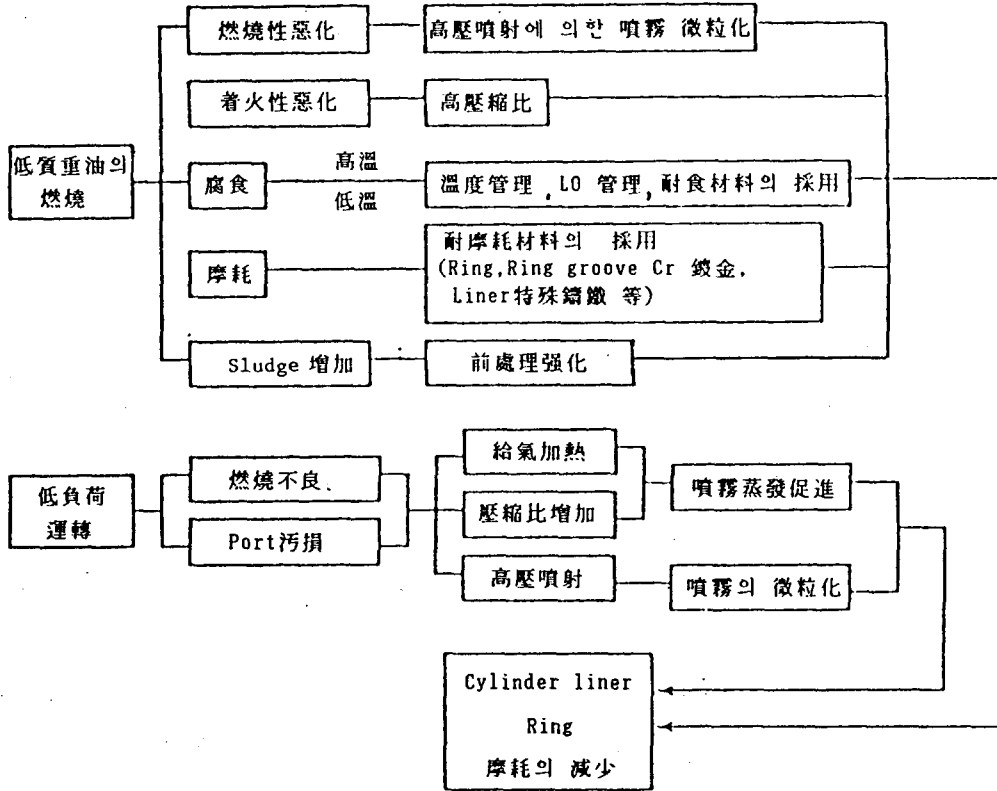 燃燒性惡化
高壓噴射에 의한 噴霧 微粒化
着火性惡化
高壓縮比
低質重油의
燃燒
腐食
高溫
低溫
溫度管理, LO 管理, 耐食材料의 採用
摩耗
耐摩耗材料의 採用
(Ring,Ring groove Cr 鍍金.
Liner特殊鑄鐵 等)
Sludge 增加
前處理强化
低負荷
運轉
燃燒不良.
Port汚損
給氣加熱
壓縮比增加
高壓噴射
噴霧蒸發促進
噴霧의 微粒化
Cylinder liner
Ring
摩耗의 減少